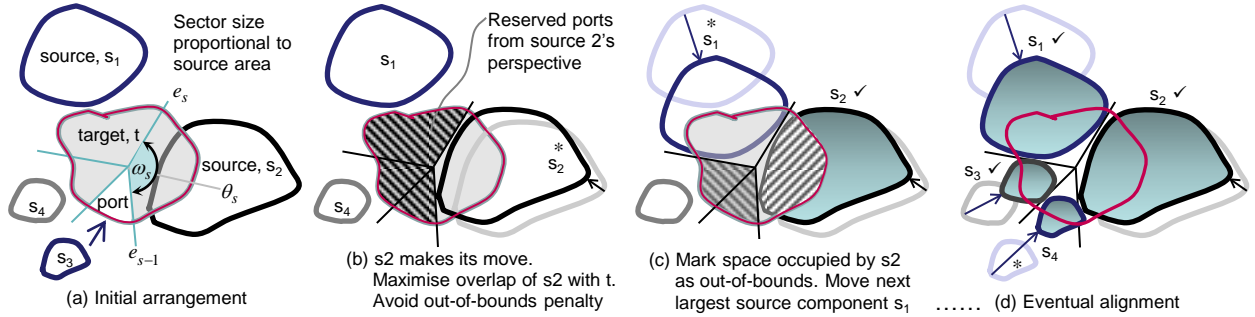 Sector size
proportional to
source area
source, s1
es
target, t
ωs
source, s2
θs
port
s4
s3
es−1
(a) Initial arrangement
Reserved ports
from source 2's
perspective
s1
*
s2
s4
(b) s2 makes its move.
Maximise overlap of s2 with t.
Avoid out-of-bounds penalty
*
s1
s2 ✓
(c) Mark space occupied by s2
as out-of-bounds. Move next
largest source component s1
......
s1 ✓
s2 ✓
s3 ✓
s4
*
(d) Eventual alignment